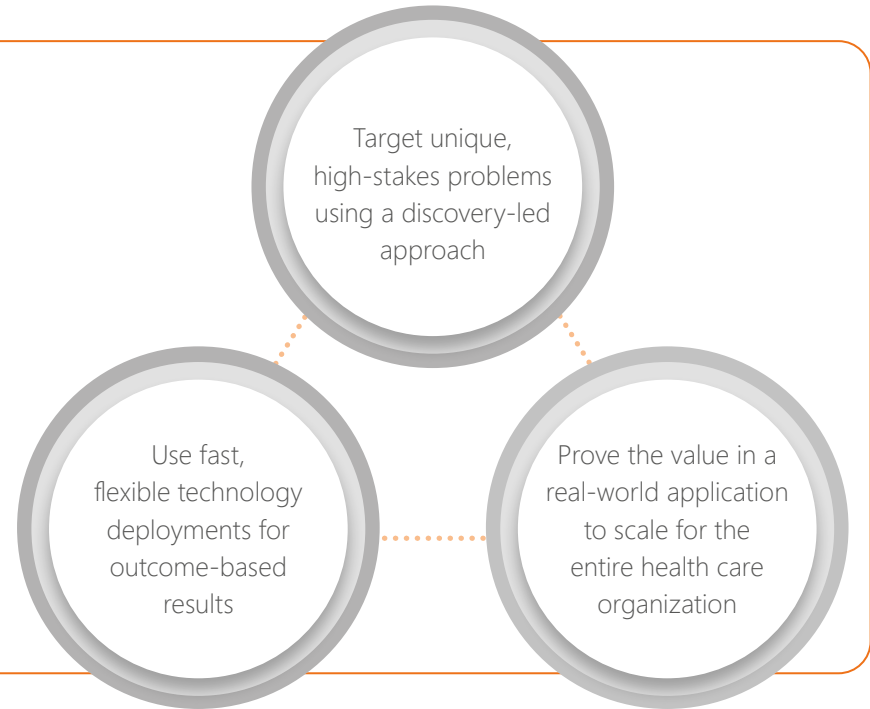 Target unique,
high-stakes problems
using a discovery-led
approach
Use fast,
flexible technology
deployments for
outcome-based
results
Prove the value in a
real-world application
to scale for the
entire health care
organization